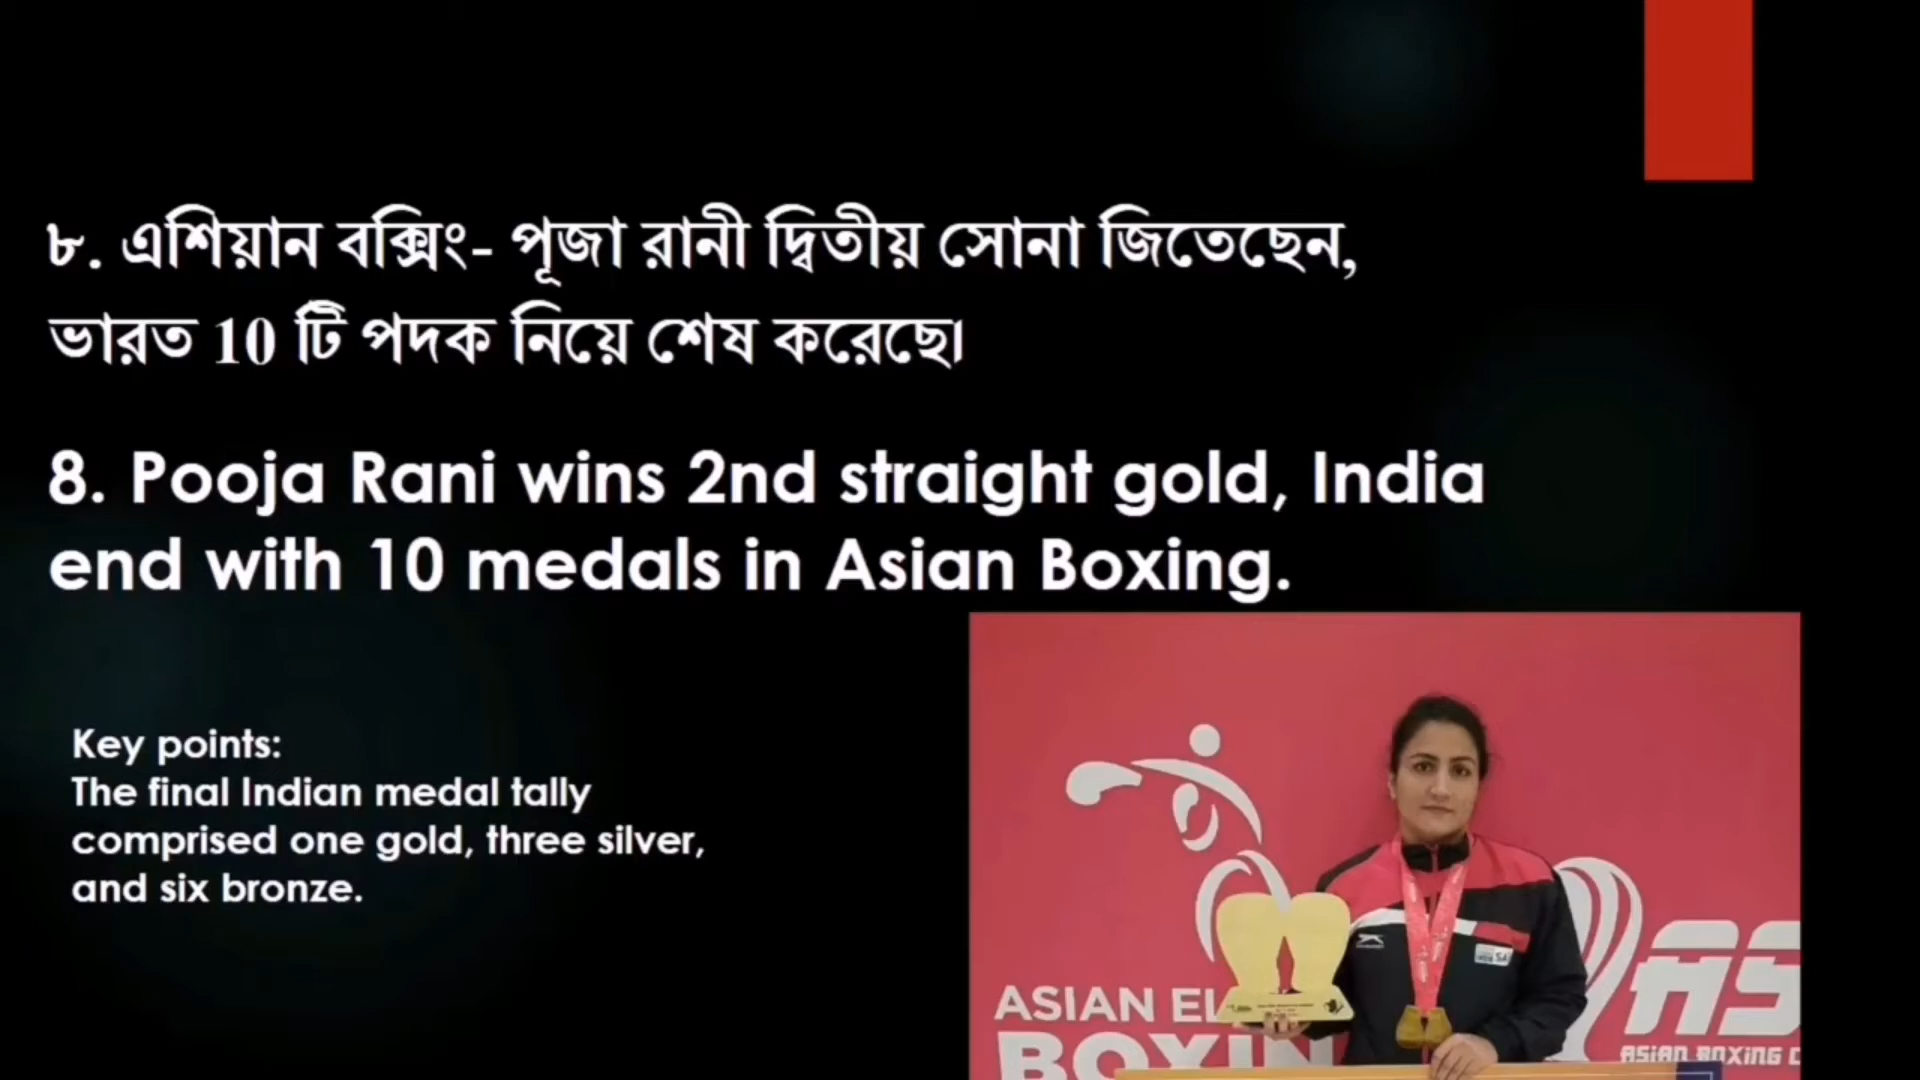 ৮. এশিয়ান বক্সিং- পূজা রানী দ্বিতীয় সোনা জিতেছেন,
ভারত 10 টি পদক নিয়ে শেষ করেছে৷
8. Pooja Rani wins 2nd straight gold, India
end with 10 medals in Asian Boxing.
Key points:
The final Indian medal tally
comprised one gold, three silver,
and six bronze.
ASIAN
ASIAN BOXING